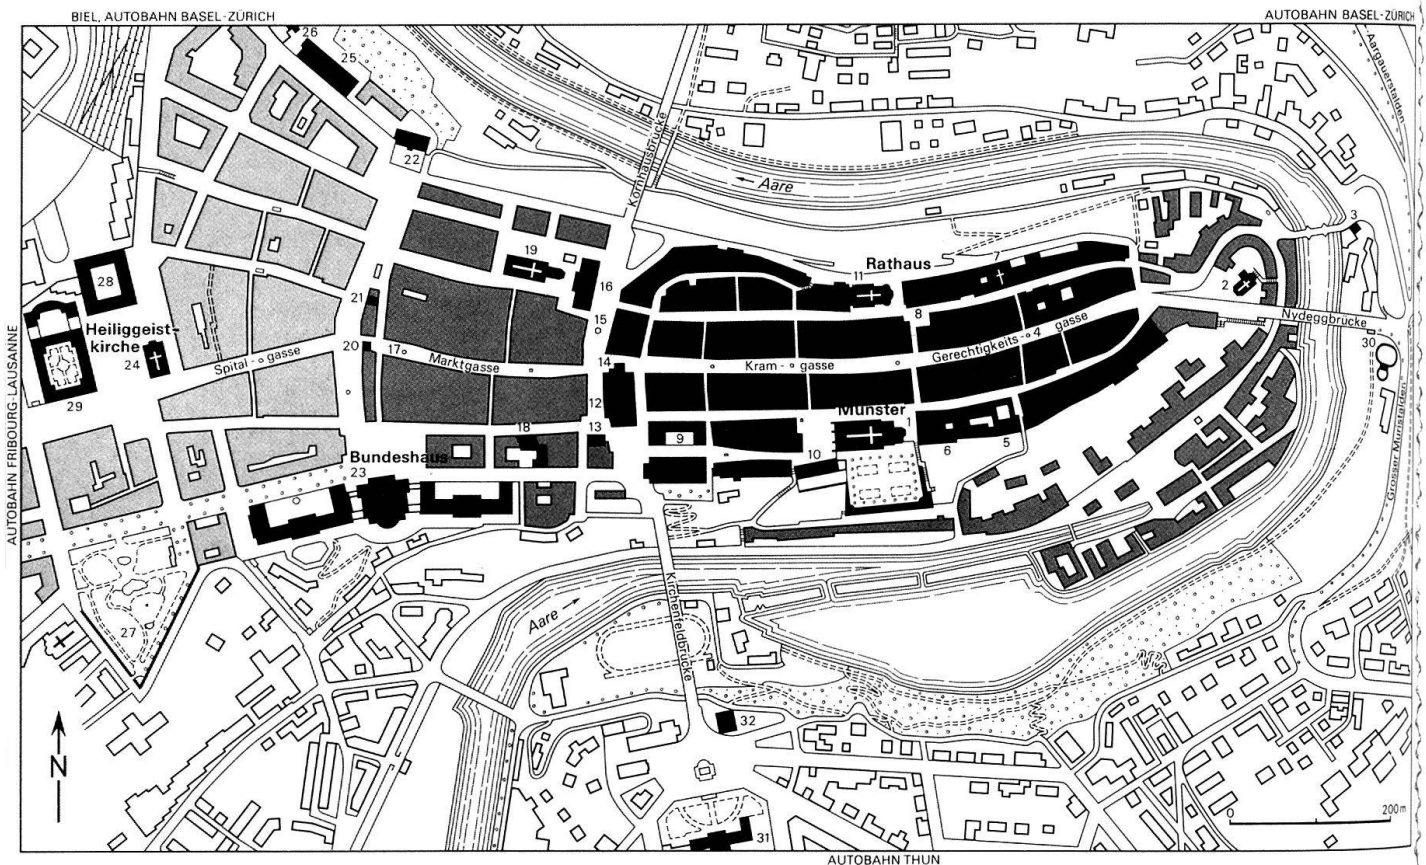 BIEL, AUTOBAHN BASEL-ZÜRICH
AUTOBAHN BASEL-ZÜRICH
26
25
Aargauerstalden
22
Kornhausbrücke
Aare
3
19
Rathaus
7
28
11
2
16
21
8
15
Nydeggbrücke
Heiliggeist-
kirche
24
20
17
Marktgasse
14
Kram-gasse
Gerechtigkeits-4 gasse
30
Spital-gasse
29
12
Münster
1
18
13
9
6
5
Bundeshaus
23
10
Grosser Muristalden
AUTOBAHN FRIBOURG-LAUSANNE
Aare
Kirchenfeldbrücke
27
32
N
0
200m
31
AUTOBAHN THUN